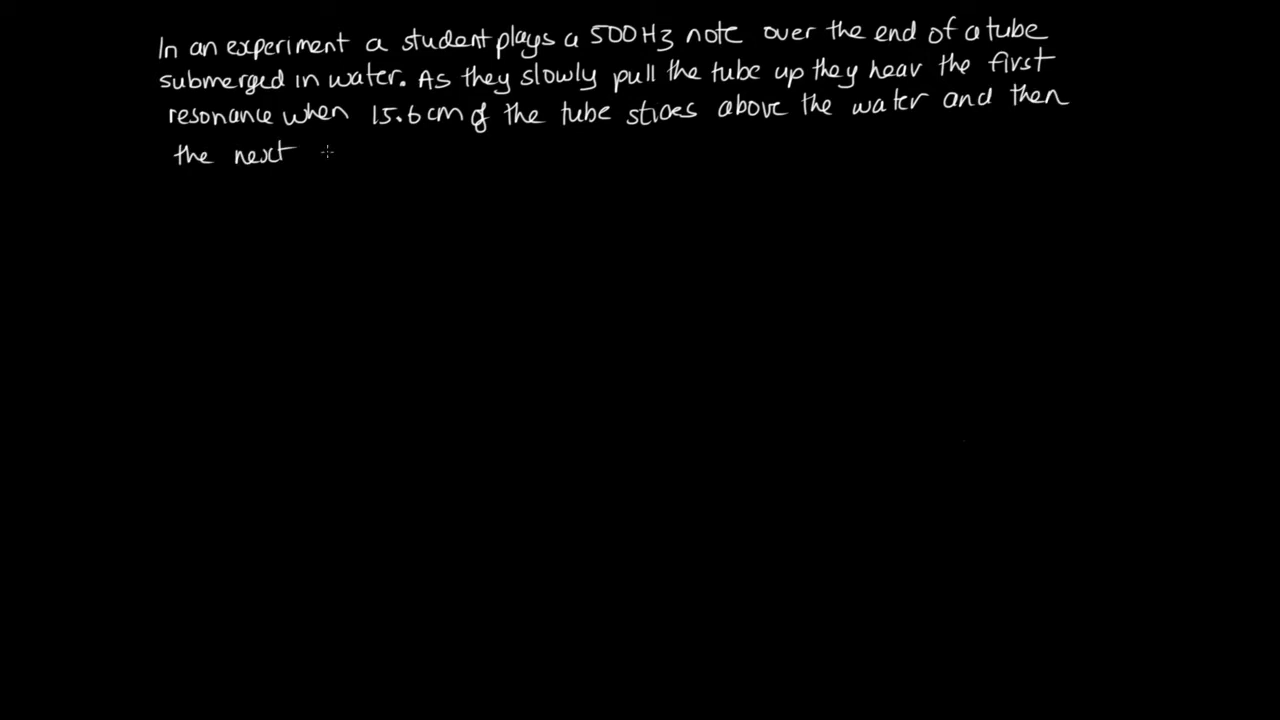 In an experiment a student plays a 500Hz note over the end of a tube
submerged in water. As they slowly pull the tube up they hear the first
resonance when 15.6cm of the tube sticks above the water and then
the next